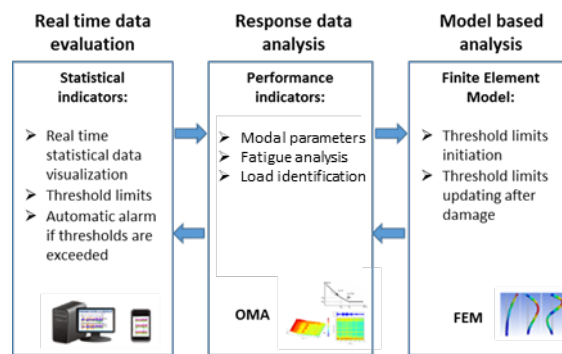 Real time data
evaluation
Statistical
indicators:
➢ Real time
statistical data
visualization
➢ Threshold limits
➢ Automatic alarm
if thresholds are
exceeded
Response data
analysis
Performance
indicators:
➢ Modal parameters
➢ Fatigue analysis
➢ Load identification
OMA
Model based
analysis
Finite Element
Model:
➢ Threshold limits
initiation
➢ Threshold limits
updating after
damage
FEM